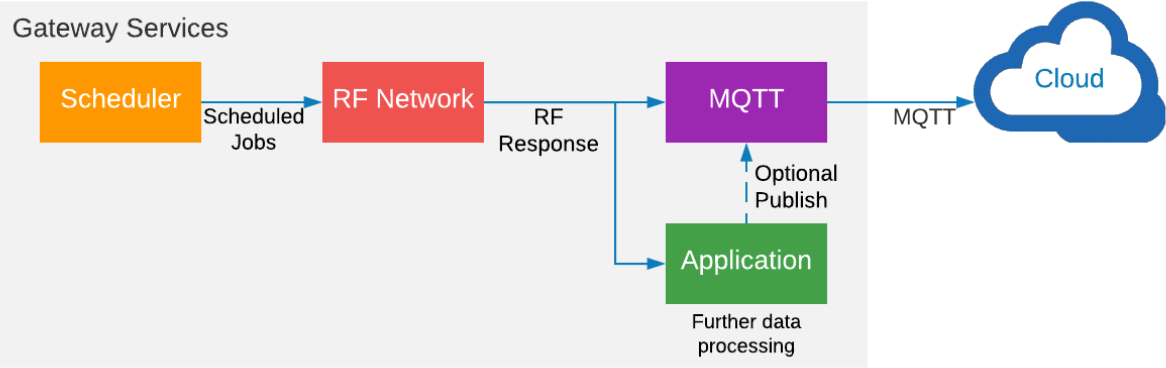 Gateway Services
Scheduler
Scheduled
Jobs
RF Network
RF
Response
MQTT
MQTT
Cloud
Optional
Publish
Application
Further data
processing